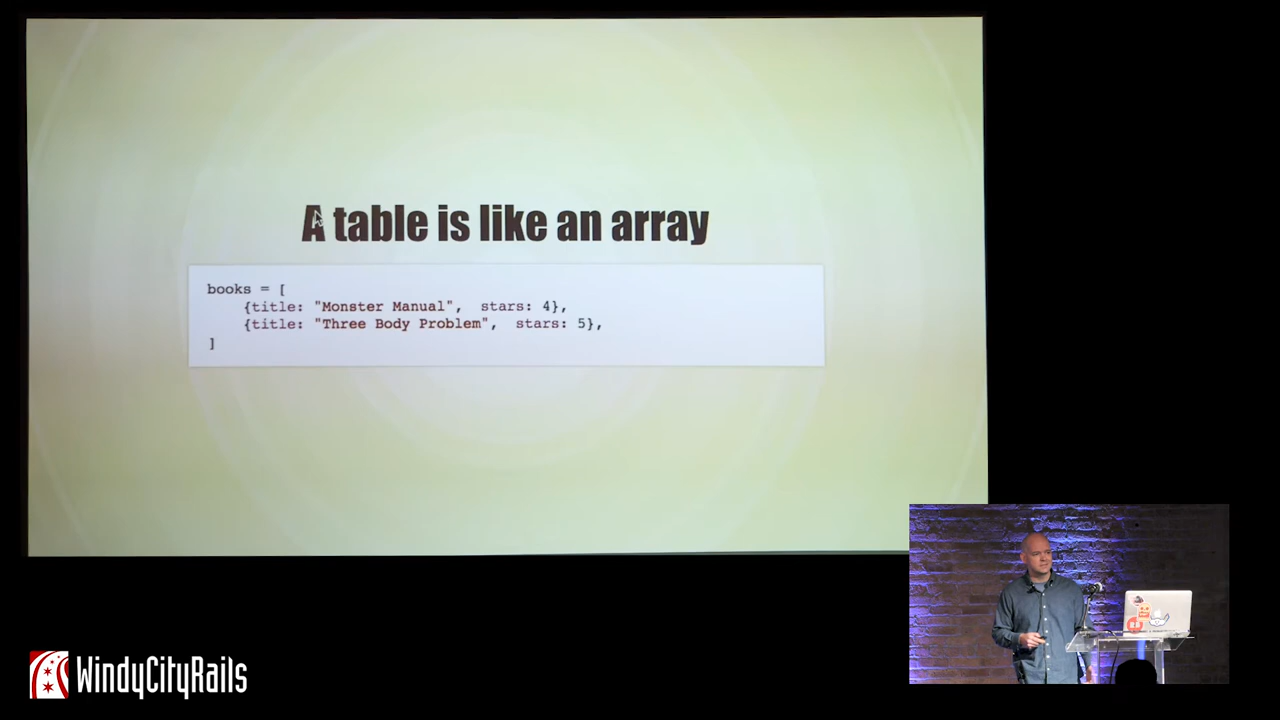 A table is like an array
books = [
{title: "Monster Manual", stars: 4},
{title: "Three Body Problem", stars: 5},
]
WindyCityRails